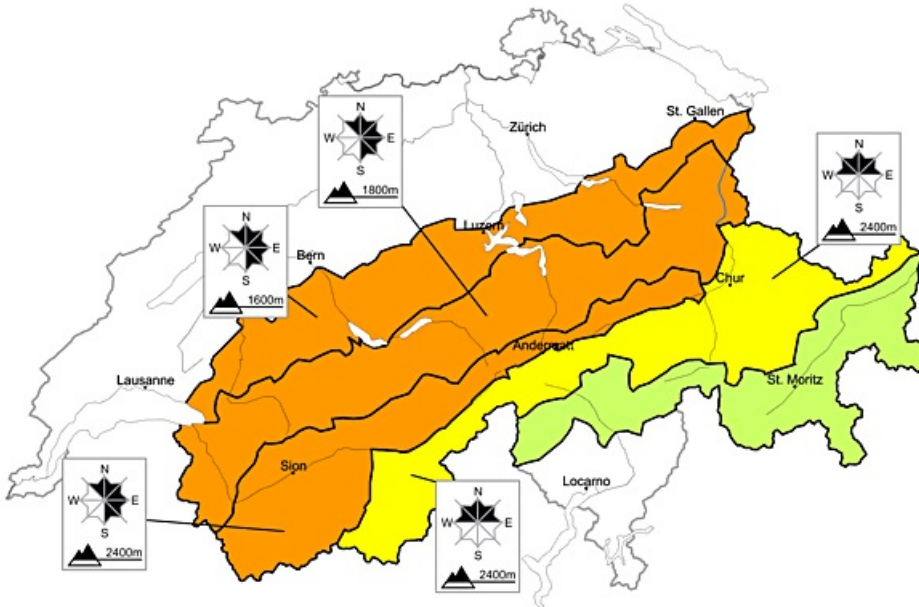 St. Gallen
Zürich
N
W E
S
1800m
N
W E
S
2400m
Luzern
N
W E
S
1600m
Bern
Chur
Andermatt
Lausanne
St. Moritz
Sion
Locarno
N
W E
S
2400m
N
W E
S
2400m